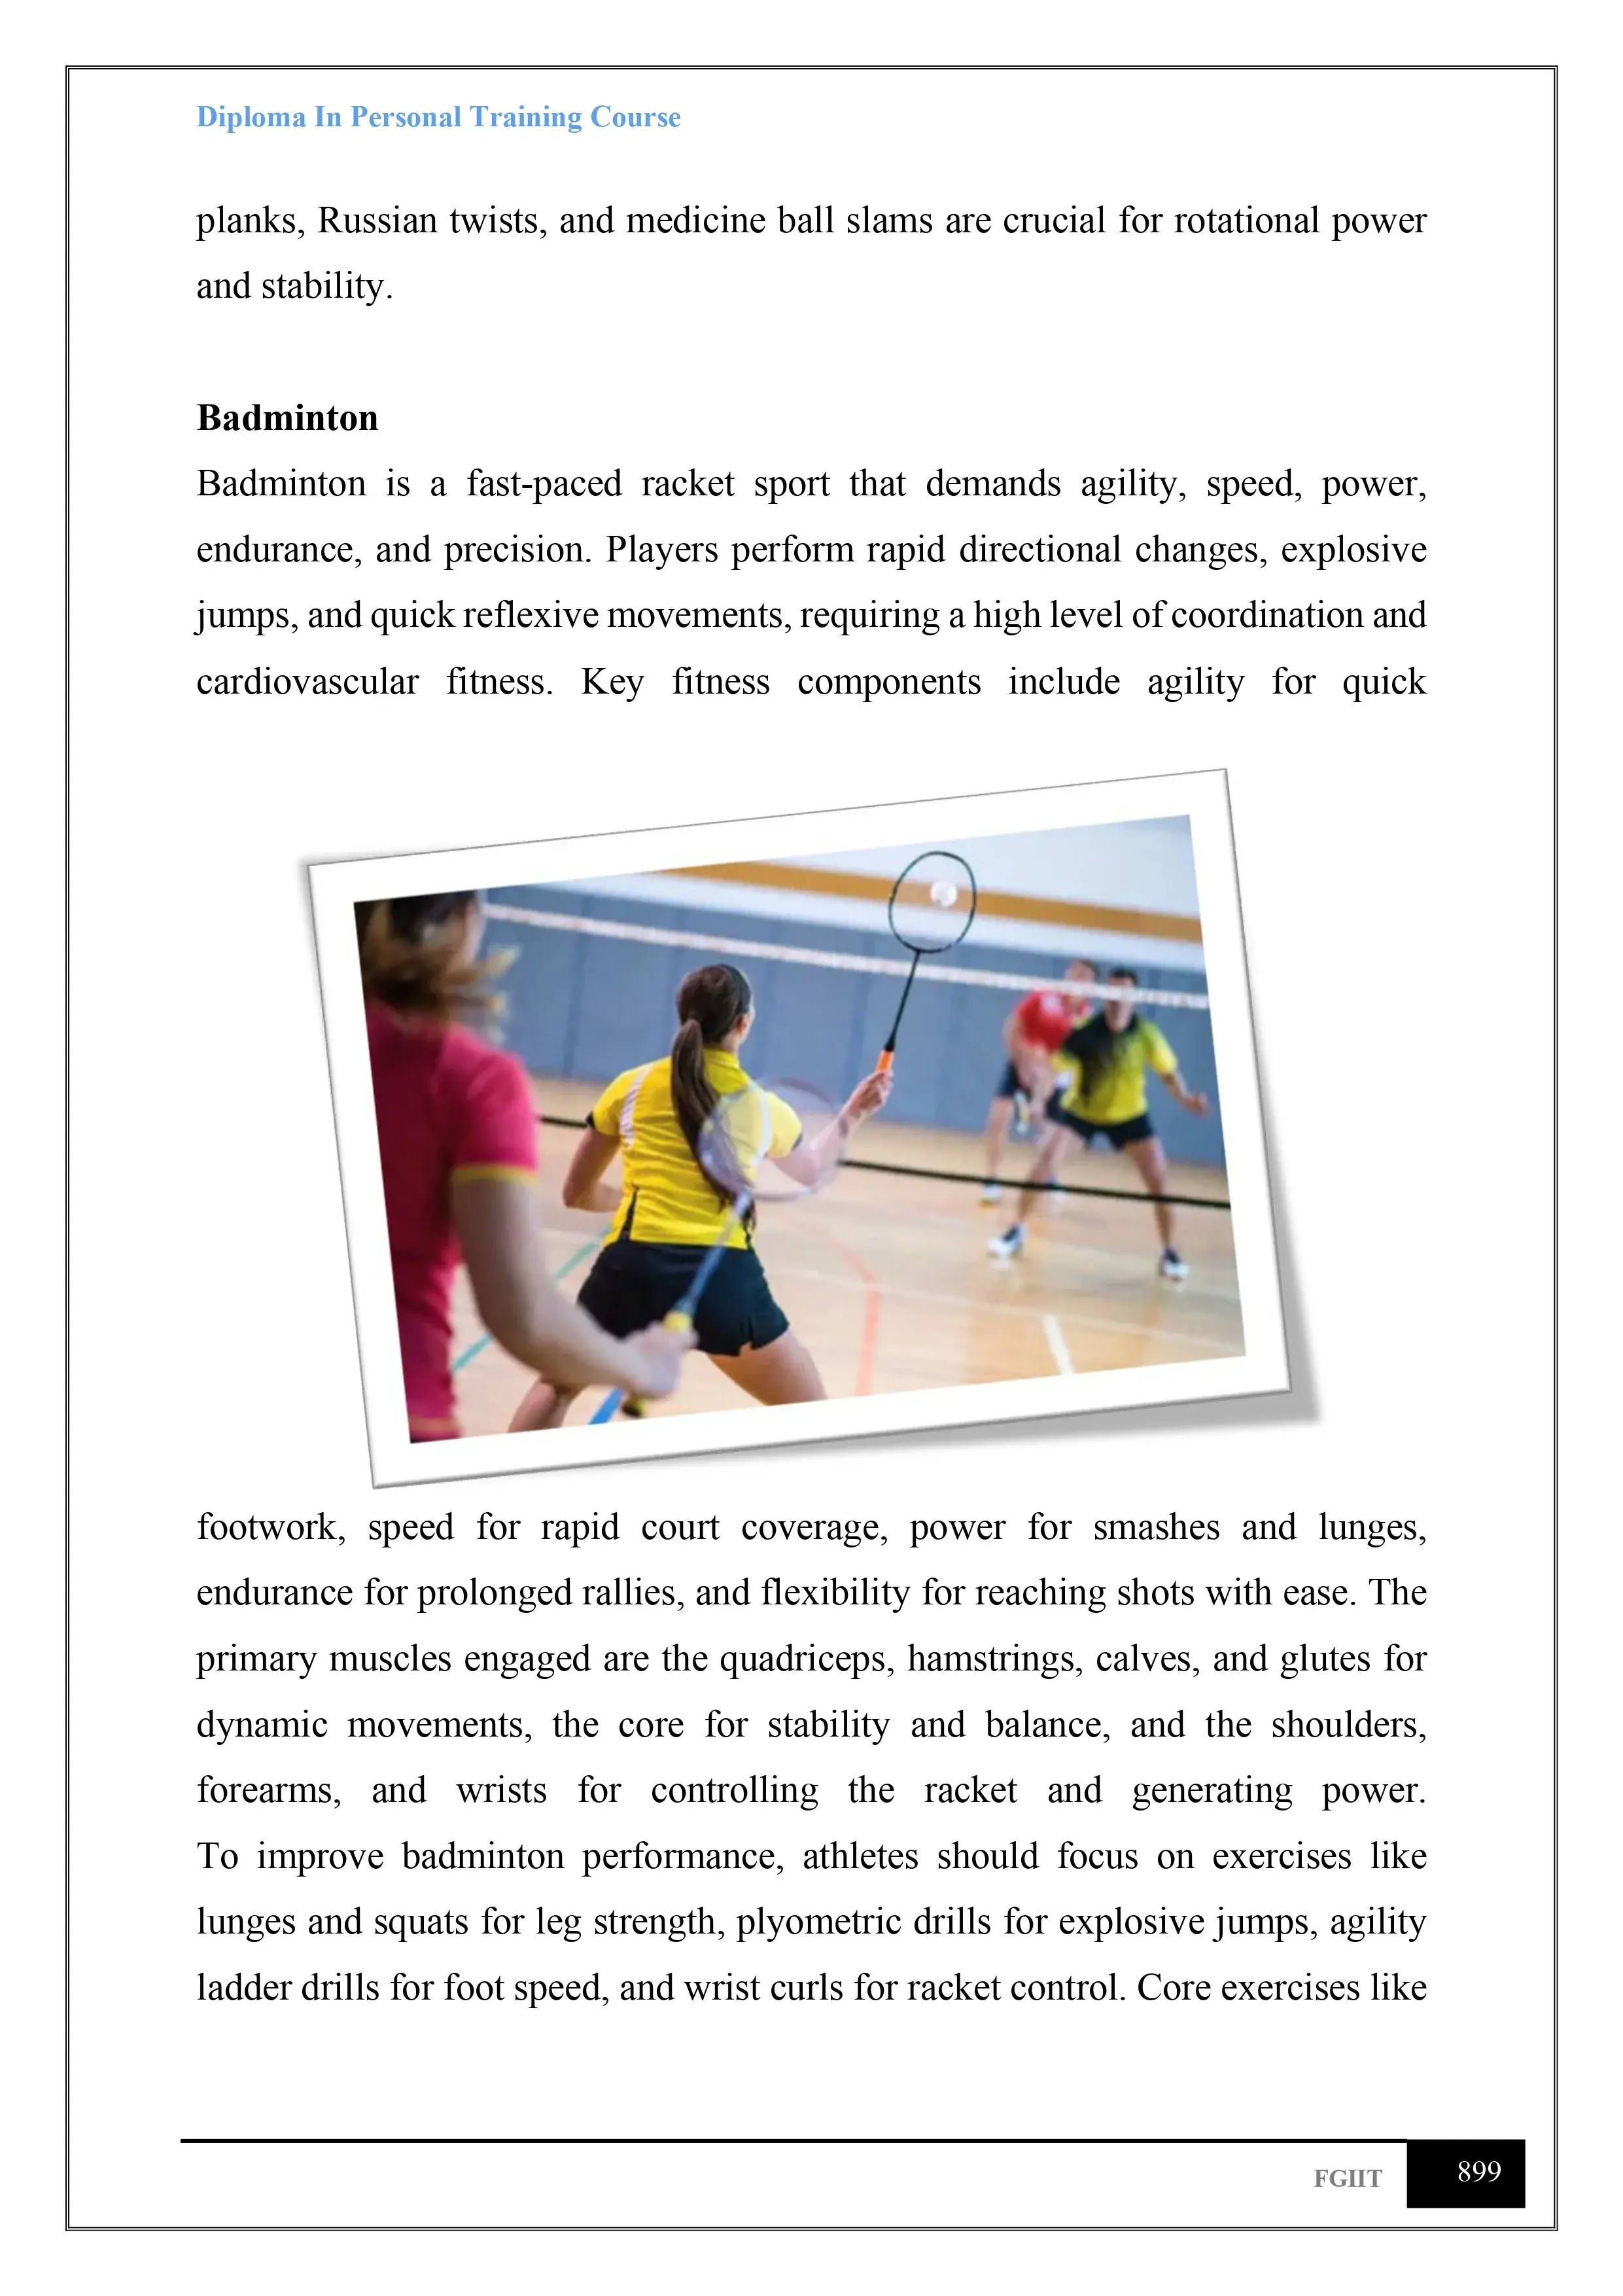 Diploma In Personal Training Course
planks, Russian twists, and medicine ball slams are crucial for rotational power
and stability.
Badminton
Badminton is a fast-paced racket sport that demands agility, speed, power,
endurance, and precision. Players perform rapid directional changes, explosive
jumps, and quick reflexive movements, requiring a high level of coordination and
cardiovascular fitness. Key fitness components include agility for quick
footwork, speed for rapid court coverage, power for smashes and lunges,
endurance for prolonged rallies, and flexibility for reaching shots with ease. The
primary muscles engaged are the quadriceps, hamstrings, calves, and glutes for
dynamic movements, the core for stability and balance, and the shoulders,
forearms, and wrists for controlling the racket and generating power.
To improve badminton performance, athletes should focus on exercises like
lunges and squats for leg strength, plyometric drills for explosive jumps, agility
ladder drills for foot speed, and wrist curls for racket control. Core exercises like
FGIIT 899